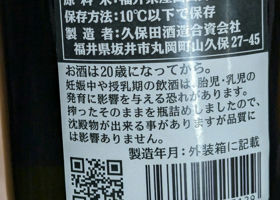 原料米：福井県産
保存方法：10℃以下で保存
製造者：久保田酒造合資会社
福井県坂井市丸岡町山久保27-45
お酒は20歳になってから。
妊娠中や授乳期の飲酒は、胎児・乳児の
発育に影響を与える恐れがあります。
搾ったそのままを瓶詰めしましたので、
沈殿物が出来る事がありますが品質に
は影響ありません。
製造年月：外装箱に記載